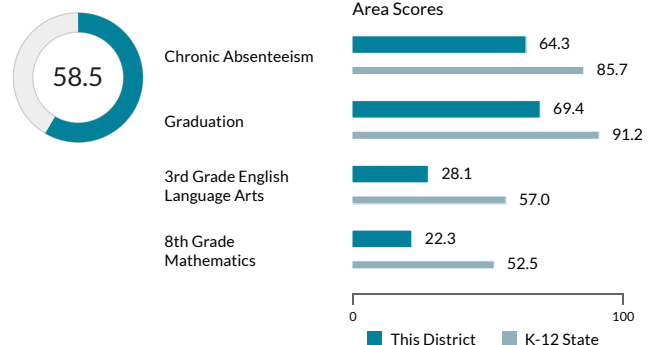 Area Scores
58.5
Chronic Absenteeism
64.3
85.7
Graduation
69.4
91.2
3rd Grade English
Language Arts
28.1
57.0
8th Grade
Mathematics
22.3
52.5
0
100
This District
K-12 State